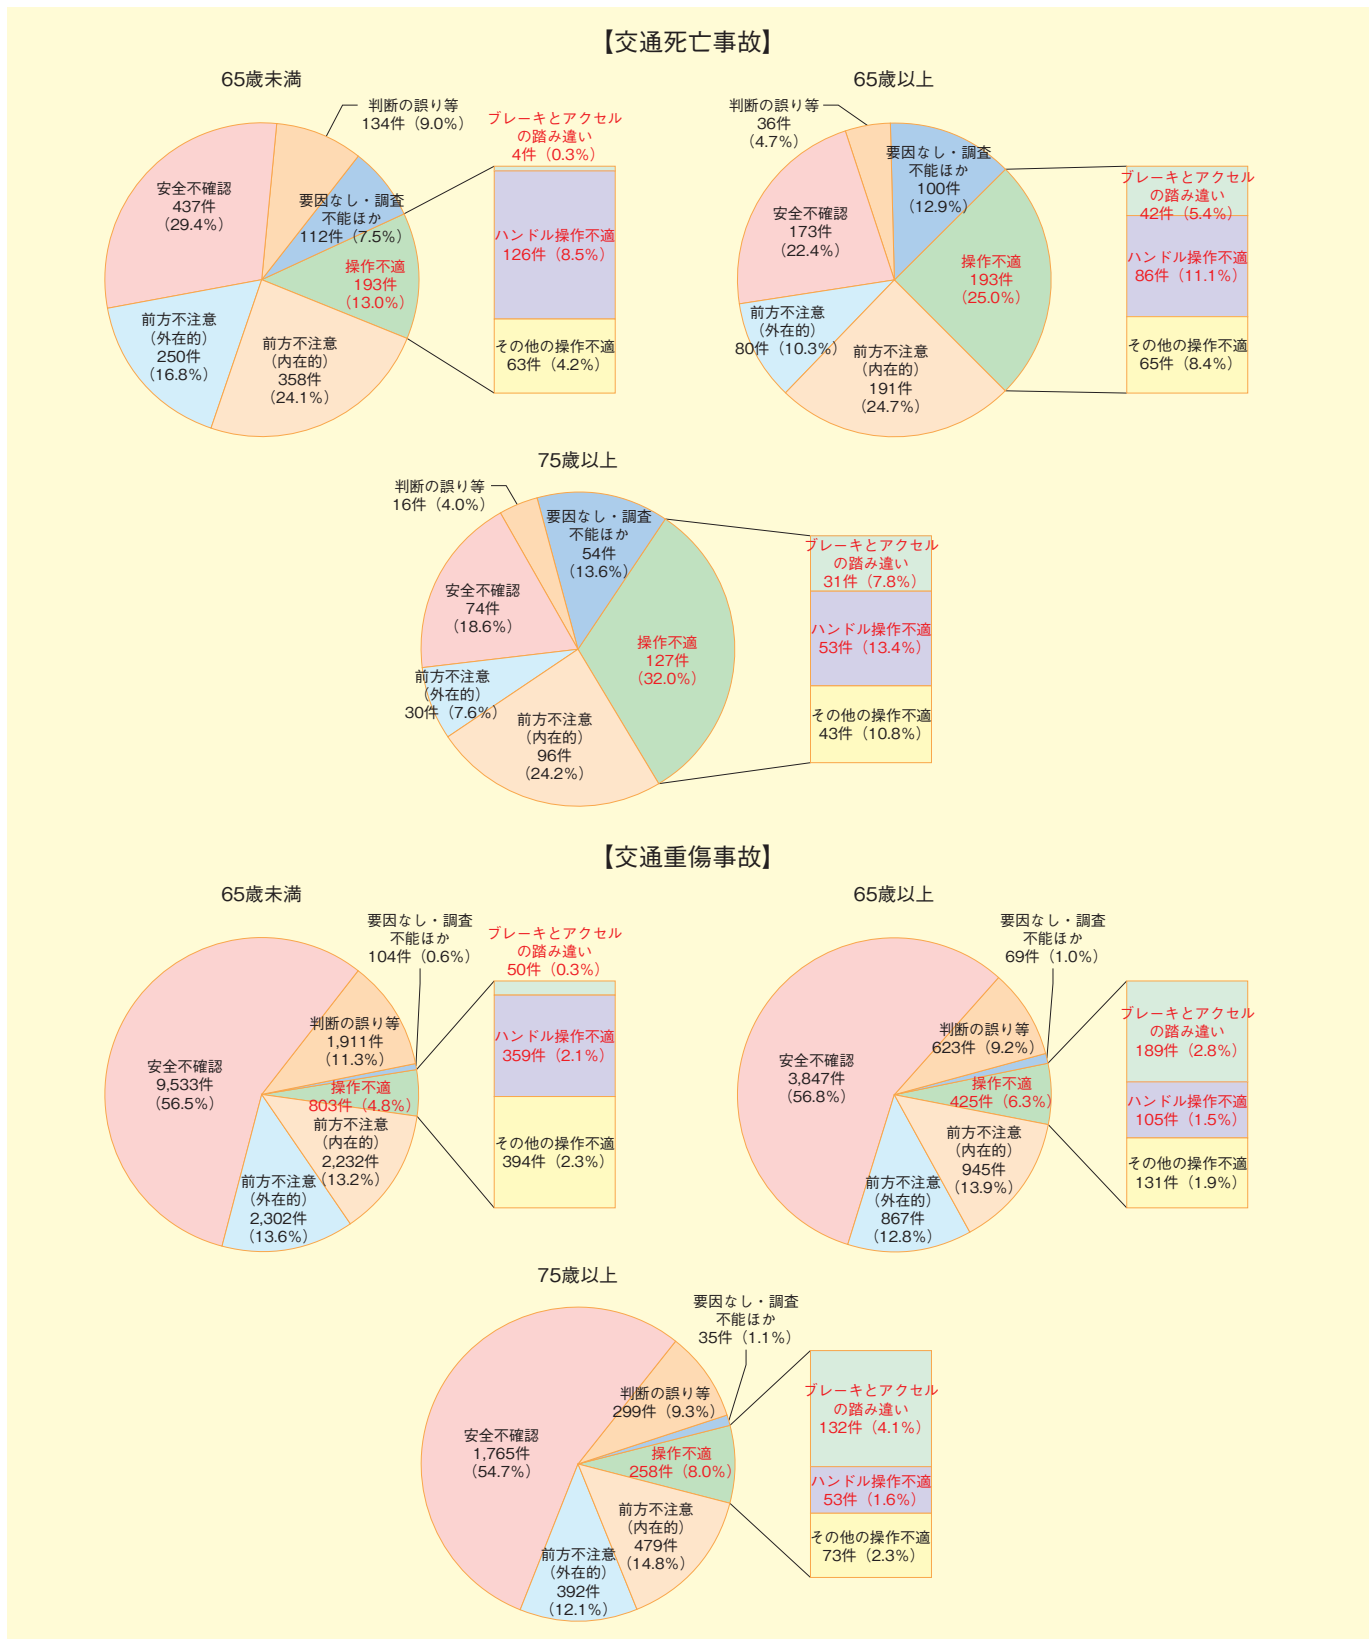 【交通死亡事故】
65歳未満
判断の誤り等
134件（9.0%）
安全不確認
437件
（29.4%）
要因なし・調査
不能ほか
112件（7.5%）
操作不適
193件
（13.0%）
前方不注意
（外在的）
250件
（16.8%）
前方不注意
（内在的）
358件
（24.1%）
ブレーキとアクセル
の踏み違い
4件（0.3%）
ハンドル操作不適
126件（8.5%）
その他の操作不適
63件（4.2%）
65歳以上
判断の誤り等
36件
（4.7%）
要因なし・調査
不能ほか
100件
（12.9%）
安全不確認
173件
（22.4%）
操作不適
193件
（25.0%）
前方不注意
（外在的）
80件（10.3%）
前方不注意
（内在的）
191件
（24.7%）
ブレーキとアクセル
の踏み違い
42件（5.4%）
ハンドル操作不適
86件（11.1%）
その他の操作不適
65件（8.4%）
75歳以上
判断の誤り等
16件（4.0%）
要因なし・調査
不能ほか
54件
（13.6%）
安全不確認
74件
（18.6%）
操作不適
127件
（32.0%）
前方不注意
（外在的）
30件（7.6%）
前方不注意
（内在的）
96件
（24.2%）
ブレーキとアクセル
の踏み違い
31件（7.8%）
ハンドル操作不適
53件（13.4%）
その他の操作不適
43件（10.8%）
【交通重傷事故】
65歳未満
要因なし・調査
不能ほか
104件（0.6%）
判断の誤り等
1,911件
（11.3%）
安全不確認
9,533件
（56.5%）
操作不適
803件（4.8%）
前方不注意
（内在的）
2,232件
（13.2%）
前方不注意
（外在的）
2,302件
（13.6%）
ブレーキとアクセル
の踏み違い
50件（0.3%）
ハンドル操作不適
359件（2.1%）
その他の操作不適
394件（2.3%）
65歳以上
要因なし・調査
不能ほか
69件（1.0%）
判断の誤り等
623件（9.2%）
安全不確認
3,847件
（56.8%）
操作不適
425件（6.3%）
前方不注意
（内在的）
945件
（13.9%）
前方不注意
（外在的）
867件
（12.8%）
ブレーキとアクセル
の踏み違い
189件（2.8%）
ハンドル操作不適
105件（1.5%）
その他の操作不適
131件（1.9%）
75歳以上
要因なし・調査
不能ほか
35件（1.1%）
判断の誤り等
299件（9.3%）
安全不確認
1,765件
（54.7%）
操作不適
258件（8.0%）
前方不注意
（内在的）
479件
（14.8%）
前方不注意
（外在的）
392件
（12.1%）
ブレーキとアクセル
の踏み違い
132件（4.1%）
ハンドル操作不適
53件（1.6%）
その他の操作不適
73件（2.3%）